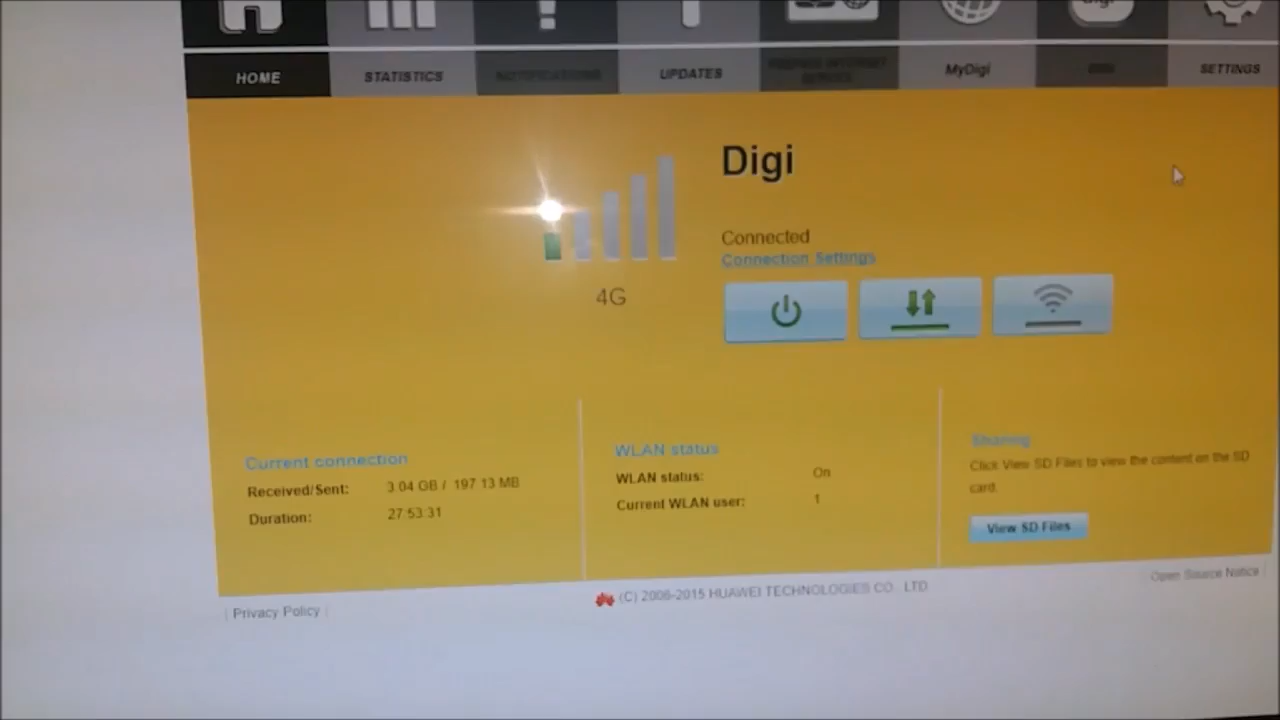 HOME
STATISTICS
NOTIFICATIONS
UPDATES
PREPAID INTERNET
MyDigi
SETTINGS
Digi
Connected
Connection Settings
4G
Current connection
Received/Sent: 3.04 GB / 197.13 MB
Duration: 27:53:31
WLAN status
WLAN status: On
Current WLAN user: 1
Sharing
Click View SD Files to view the content on the SD
card.
View SD Files
Privacy Policy
(C) 2006-2015 HUAWEI TECHNOLOGIES CO., LTD
Open Source Notice